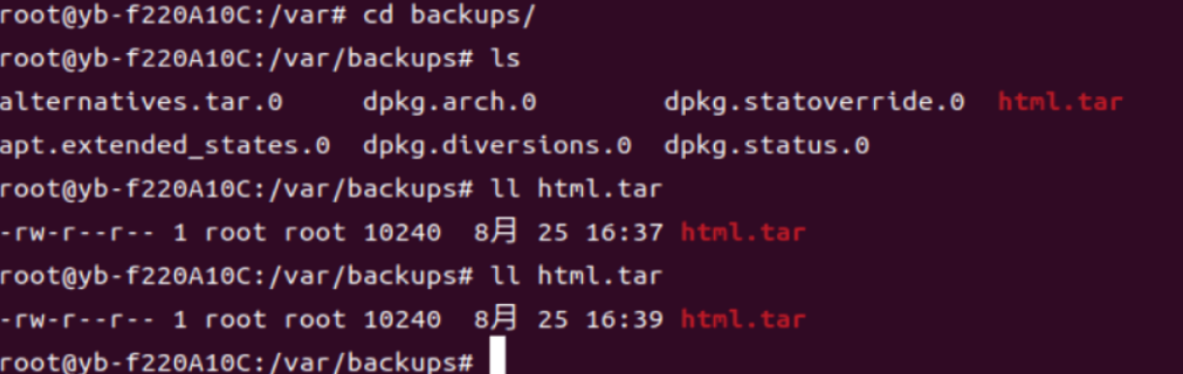 root@yb-f220A10C:/var# cd backups/
root@yb-f220A10C:/var/backups# ls
alternatives.tar.0     dpkg.arch.0        dpkg.statoverride.0  html.tar
apt.extended_states.0  dpkg.diversions.0  dpkg.status.0
root@yb-f220A10C:/var/backups# ll html.tar
-rw-r--r-- 1 root root 10240  8月 25 16:37 html.tar
root@yb-f220A10C:/var/backups# ll html.tar
-rw-r--r-- 1 root root 10240  8月 25 16:39 html.tar
root@yb-f220A10C:/var/backups#